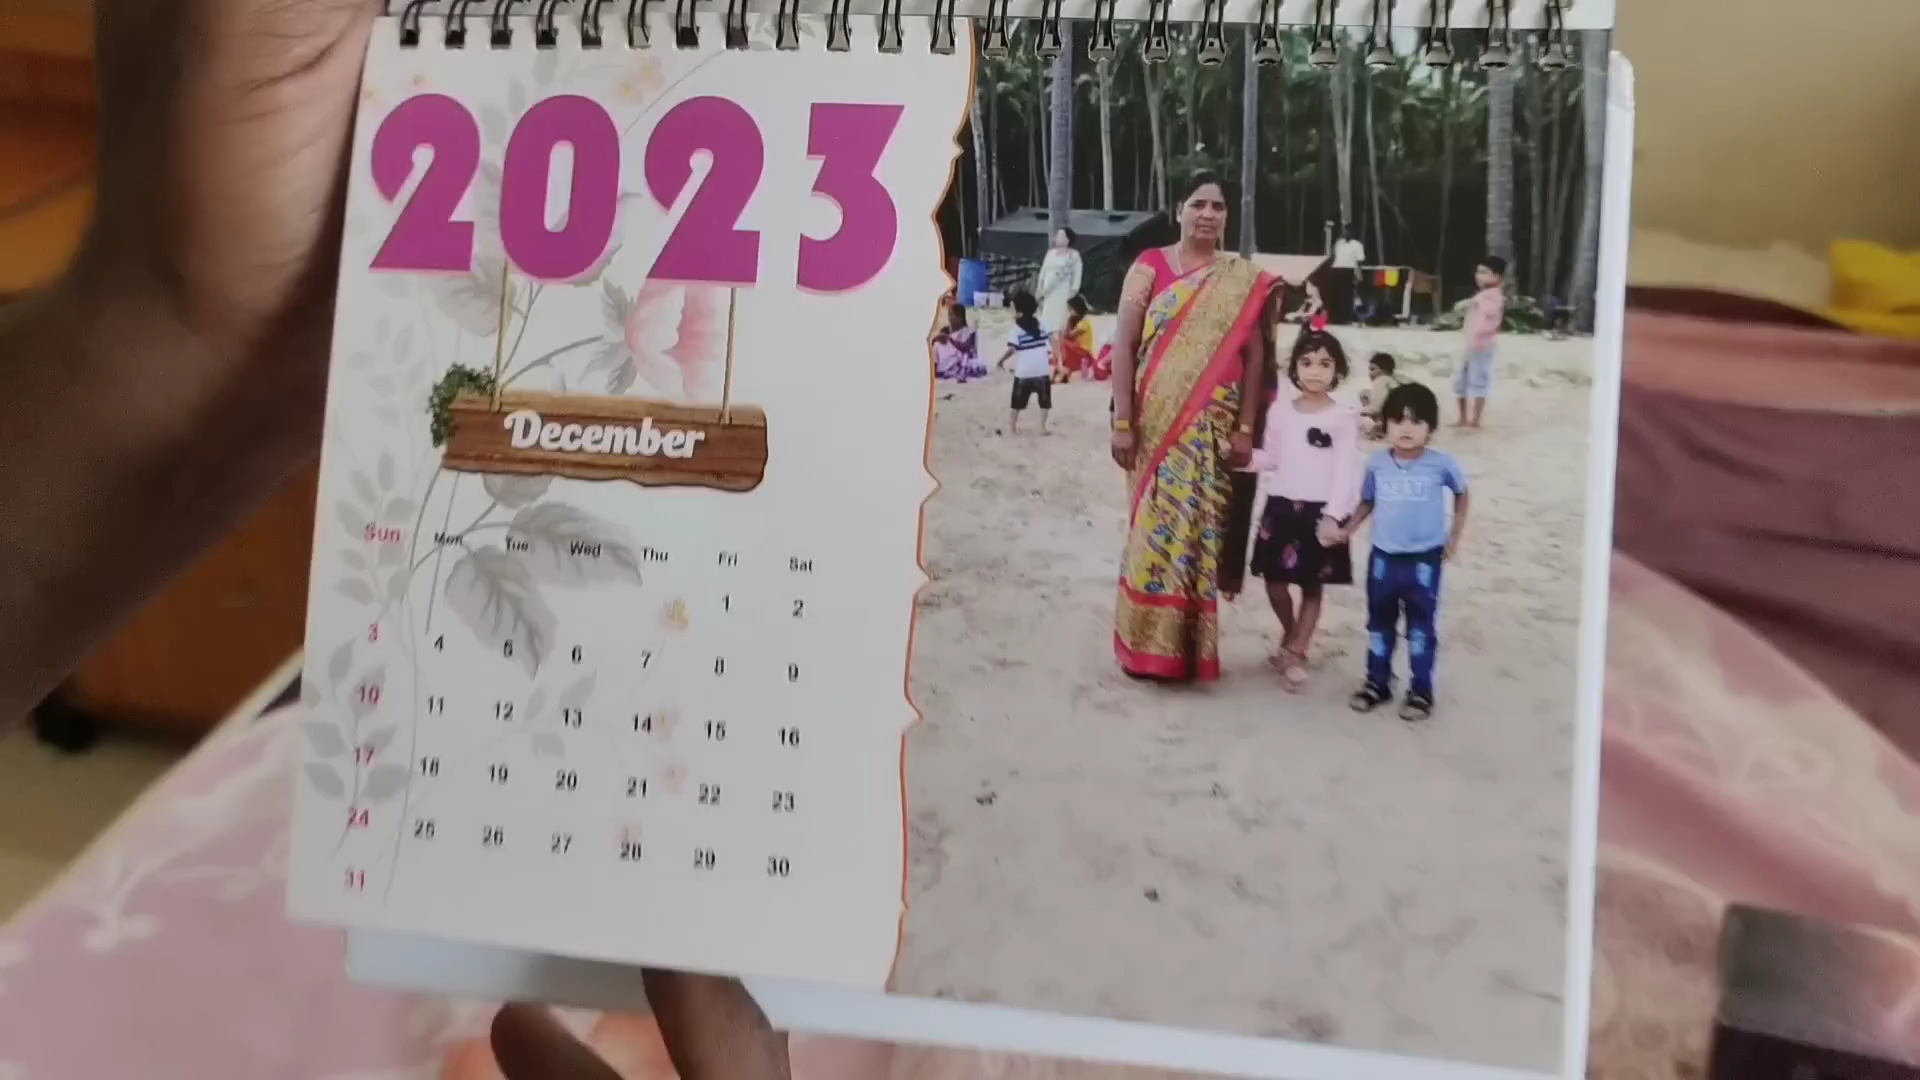 2023
December
Sun Mon Tue Wed Thu Fri Sat
1 2
3 4 5 6 7 8 9
10 11 12 13 14 15 16
17 18 19 20 21 22 23
24 25 26 27 28 29 30
31